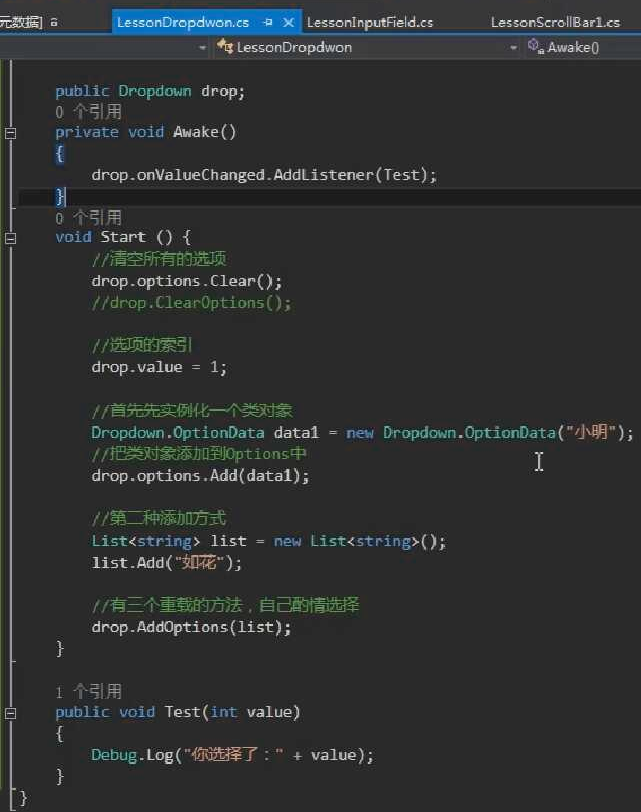 元数据]
LessonDropdwon.cs
LessonInputField.cs
LessonScrollBar1.cs
LessonDropdwon
Awake()
public Dropdown drop;
0 个引用
private void Awake()
{
drop.onValueChanged.AddListener(Test);
}
0 个引用
void Start () {
//清空所有的选项
drop.options.Clear();
//drop.ClearOptions();
//选项的索引
drop.value = 1;
//首先先实例化一个类对象
Dropdown.OptionData data1 = new Dropdown.OptionData("小明");
//把类对象添加到Options中
drop.options.Add(data1);
//第二种添加方式
List<string> list = new List<string>();
list.Add("如花");
//有三个重载的方法，自己酌情选择
drop.AddOptions(list);
}
1 个引用
public void Test(int value)
{
Debug.Log("你选择了：" + value);
}
}